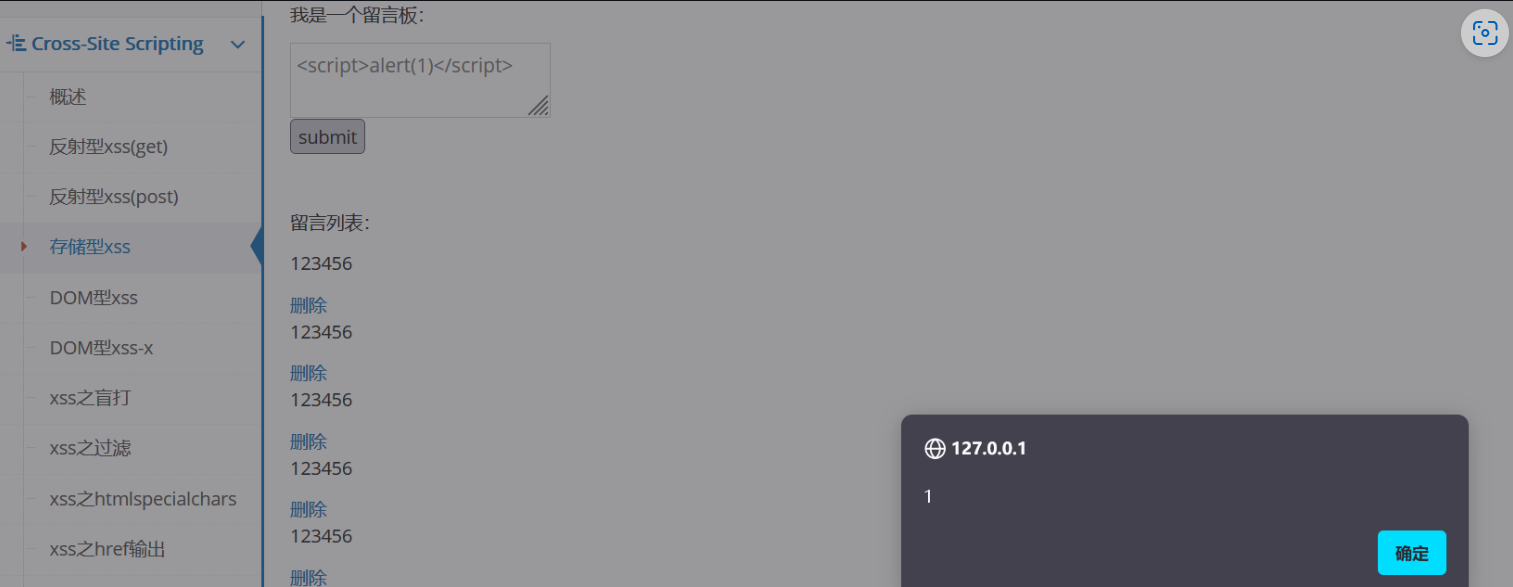 Cross-Site Scripting
概述
反射型xss(get)
反射型xss(post)
存储型xss
DOM型xss
DOM型xss-x
xss之盲打
xss之过滤
xss之htmlspecialchars
xss之href输出
我是一个留言板：
<script>alert(1)</script>
submit
留言列表：
123456
删除
123456
删除
123456
删除
123456
删除
123456
删除
127.0.0.1
1
确定